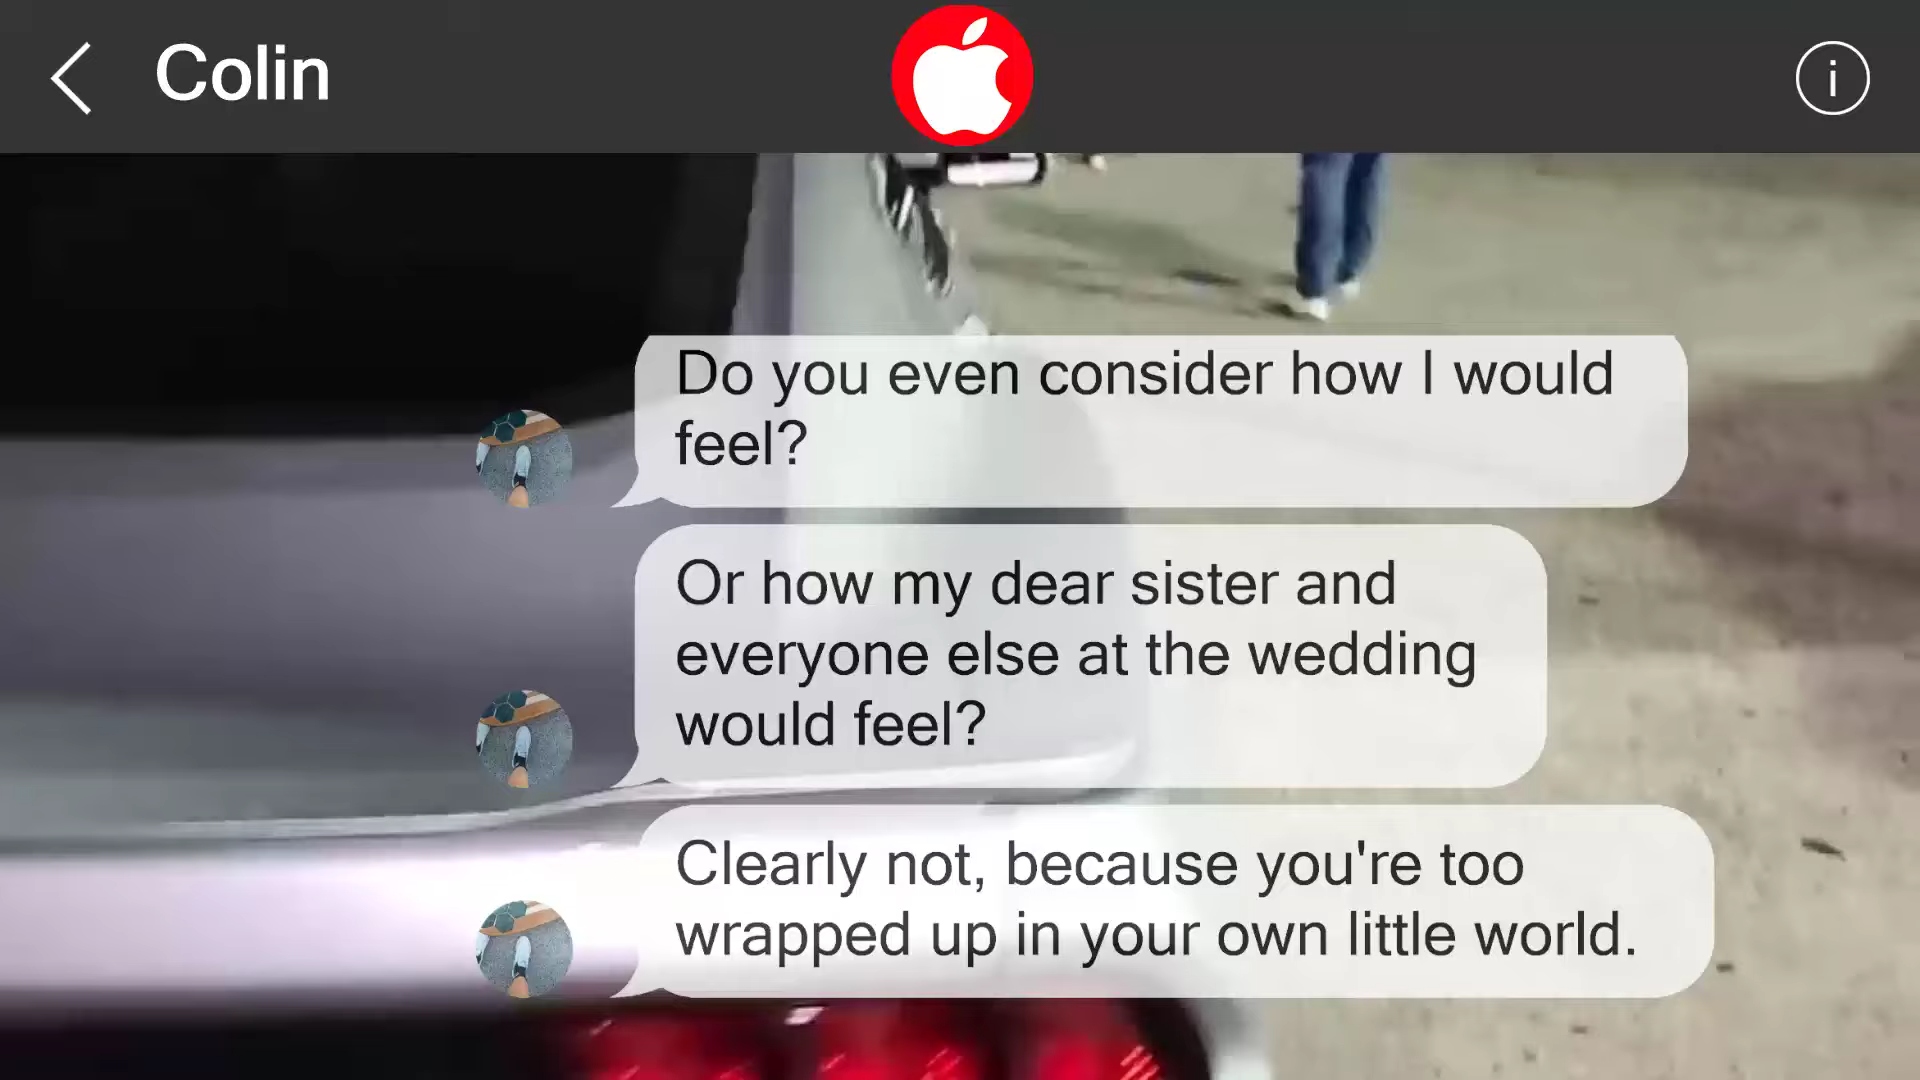 Colin
Do you even consider how I would
feel?
Or how my dear sister and
everyone else at the wedding
would feel?
Clearly not, because you're too
wrapped up in your own little world.